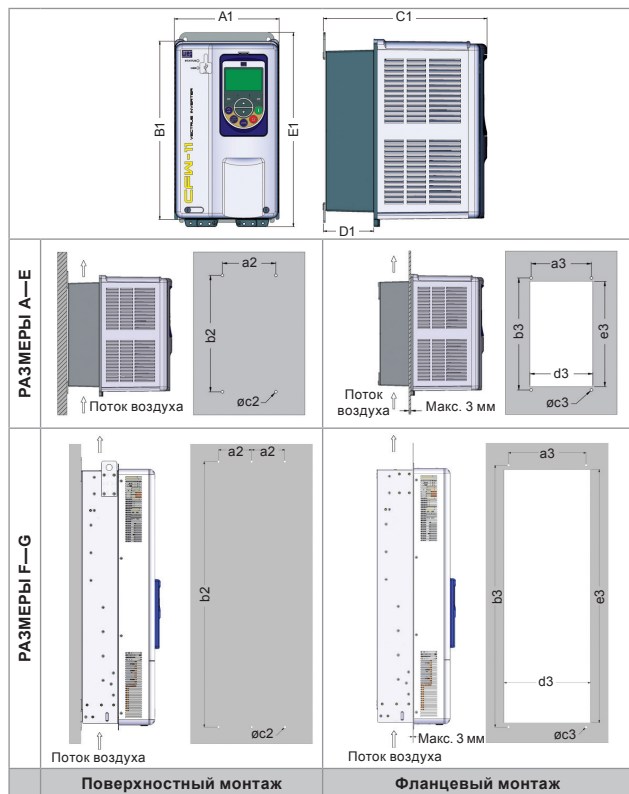 A1
C1
B1
E1
D1
CFW-11
VECTRUE INVERTER
STATUS
РАЗМЕРЫ A—E
a2
b2
øc2
Поток воздуха
a3
b3
e3
d3
øc3
Поток
воздуха
Макс. 3 мм
РАЗМЕРЫ F—G
a2
a2
b2
øc2
Поток воздуха
a3
b3
e3
d3
øc3
Макс. 3 мм
Поток воздуха
Поверхностный монтаж
Фланцевый монтаж